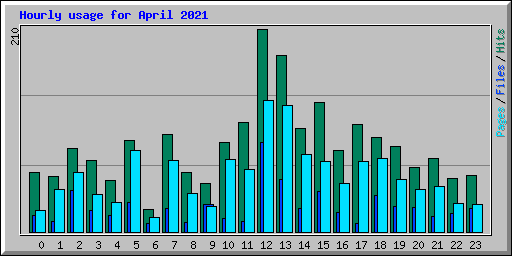 Hourly usage for April 2021
210
Pages / Files / Hits
0 1 2 3 4 5 6 7 8 9 10 11 12 13 14 15 16 17 18 19 20 21 22 23